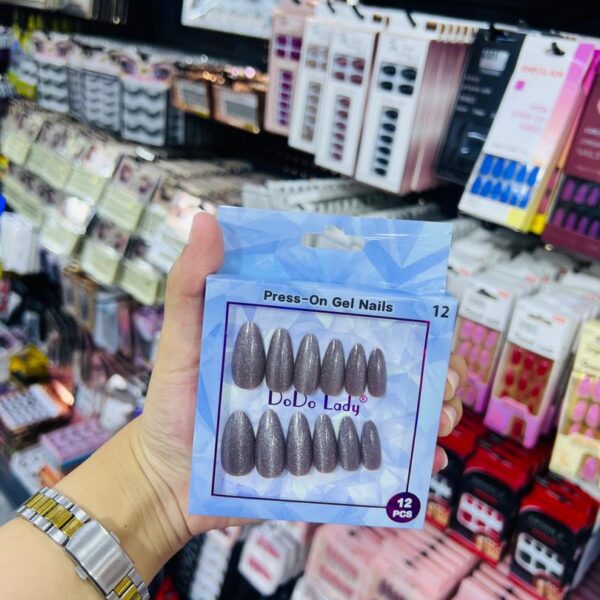 Press-On Gel Nails
12
DoDo Lady®
12
PCS